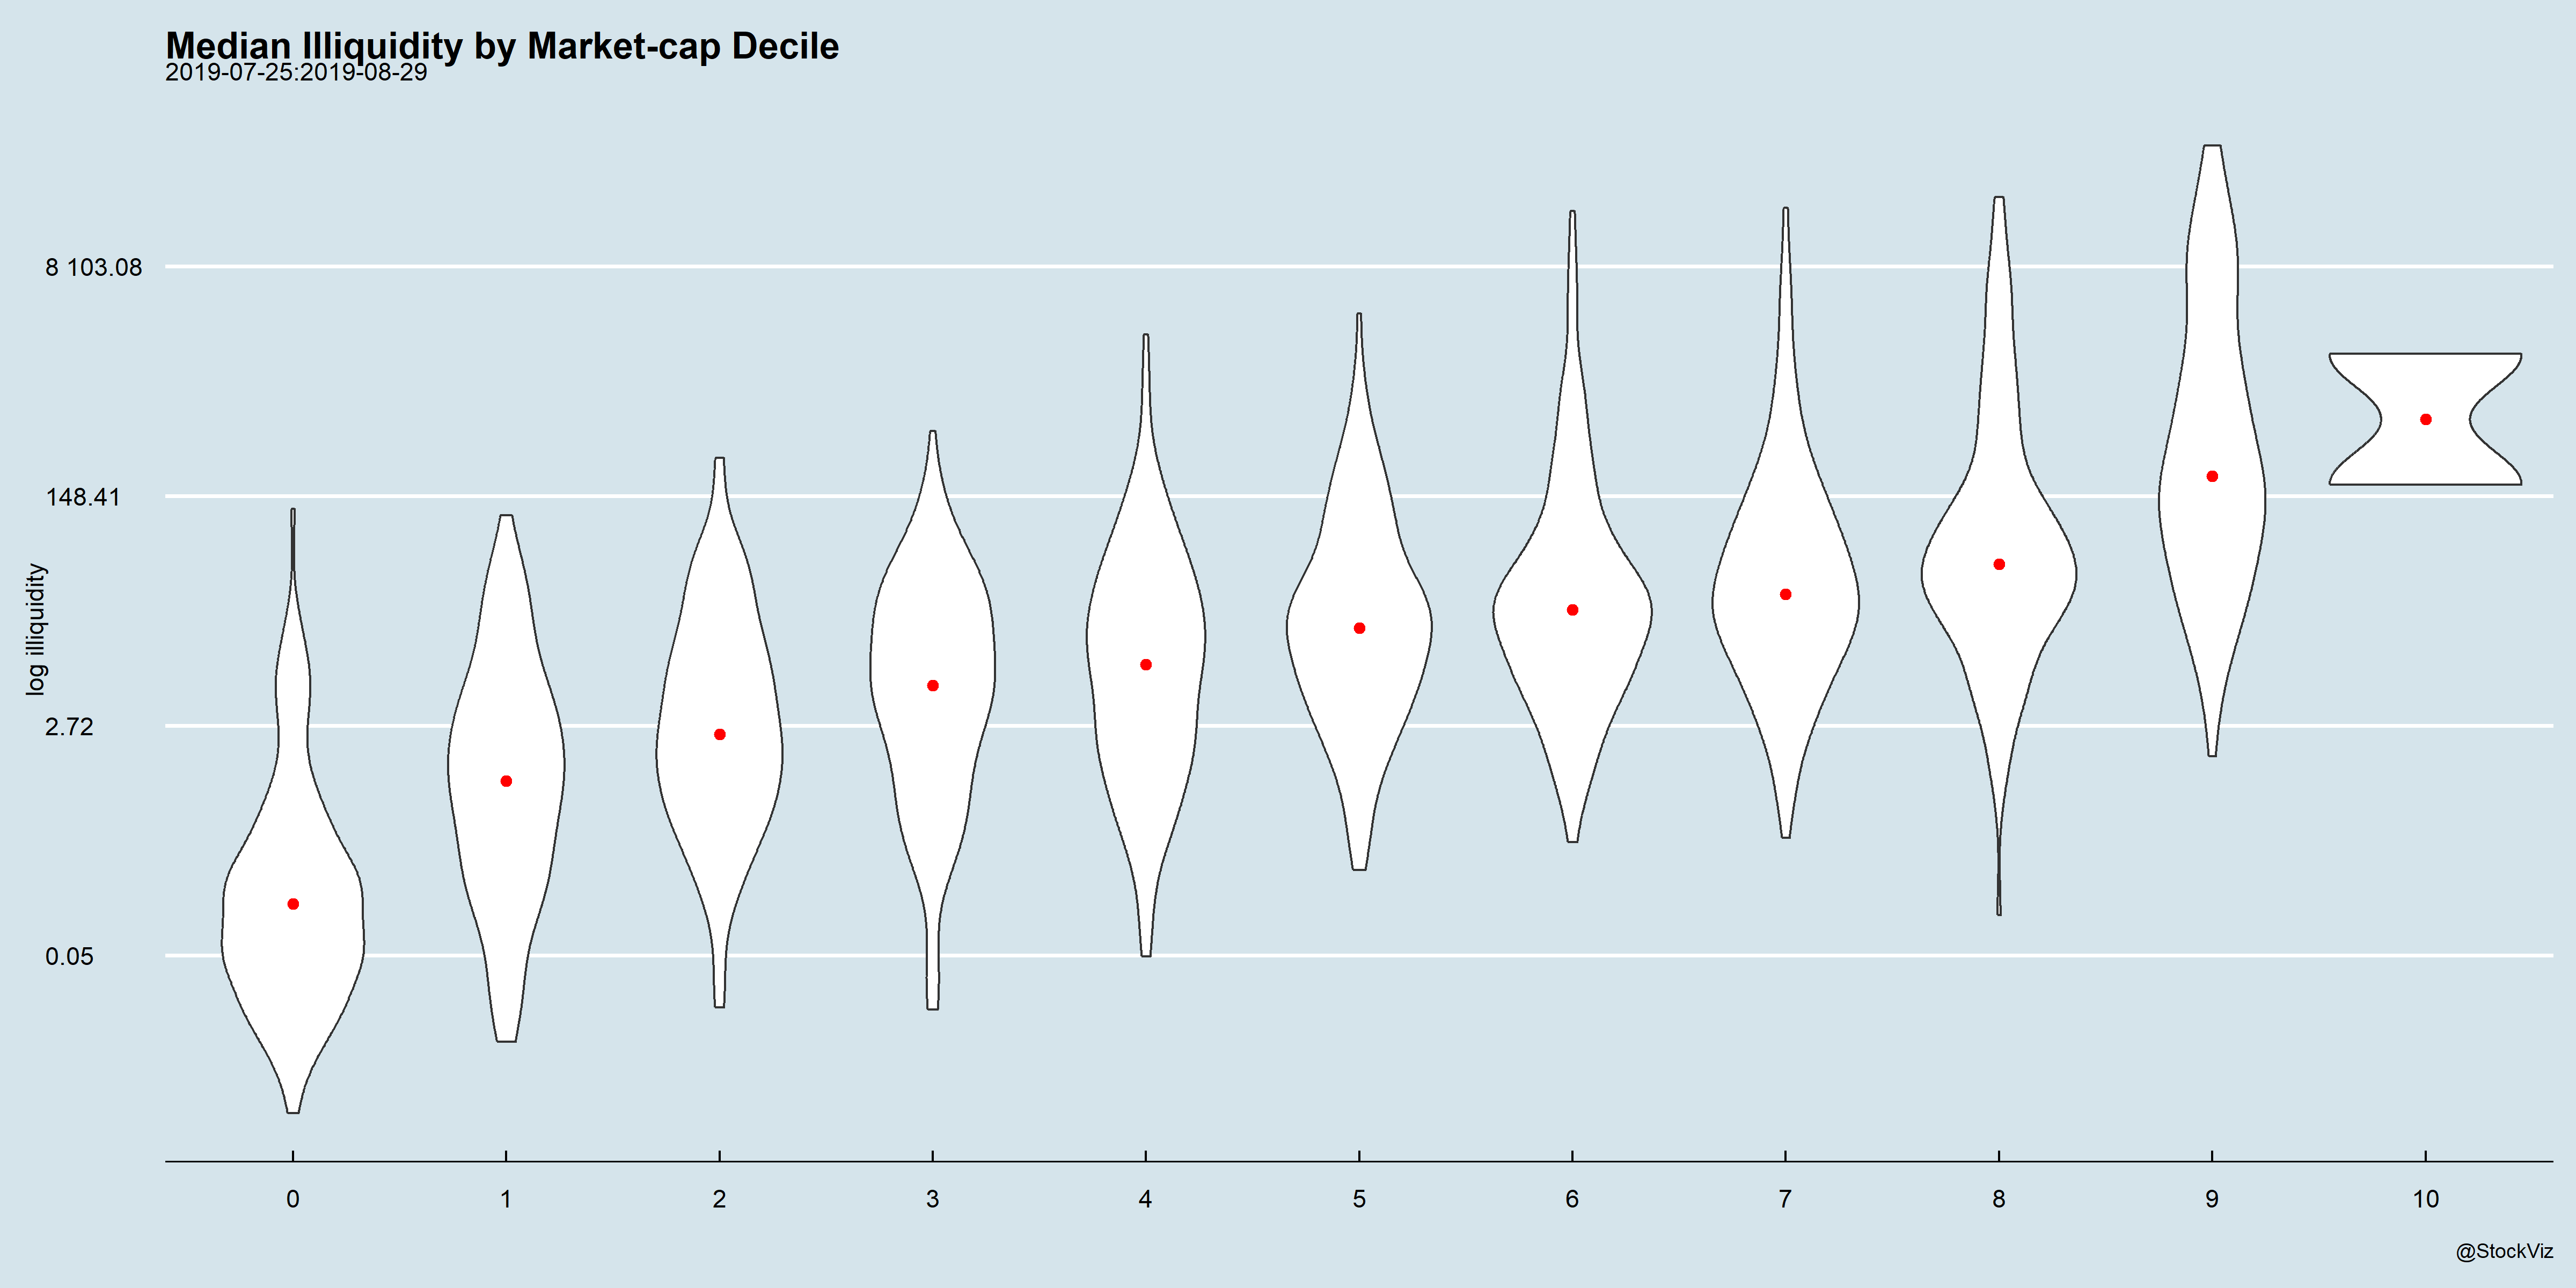 Median Illiquidity by Market-cap Decile
2019-07-25:2019-08-29
8 103.08
148.41
2.72
0.05
log illiquidity
0 1 2 3 4 5 6 7 8 9 10
@StockViz